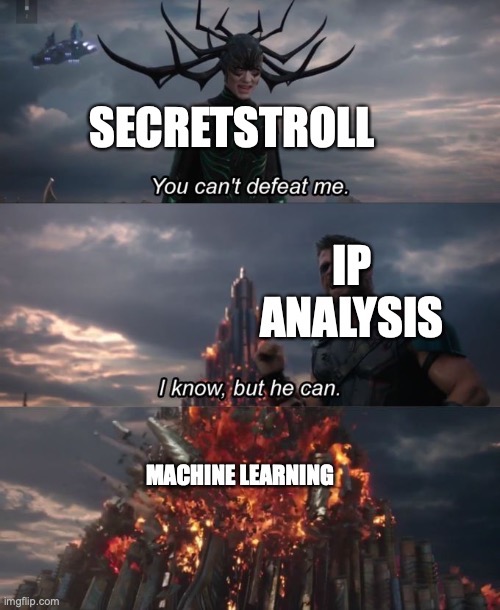 SECRETSTROLL
You can't defeat me.
IP
ANALYSIS
I know, but he can.
MACHINE LEARNING
imgflip.com